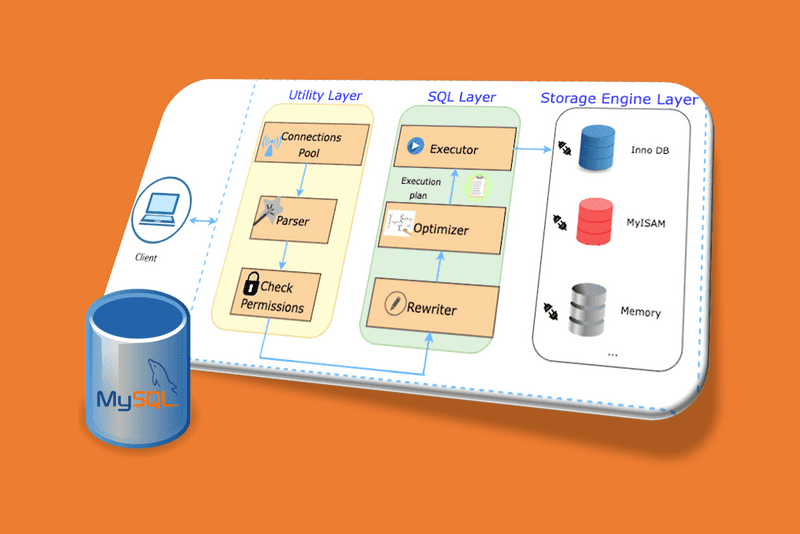 Utility Layer
SQL Layer
Storage Engine Layer
Connections
Pool
Parser
Check
Permissions
Executor
Execution
plan
Optimizer
Rewriter
Inno DB
MyISAM
Memory
...
Client
MySQL